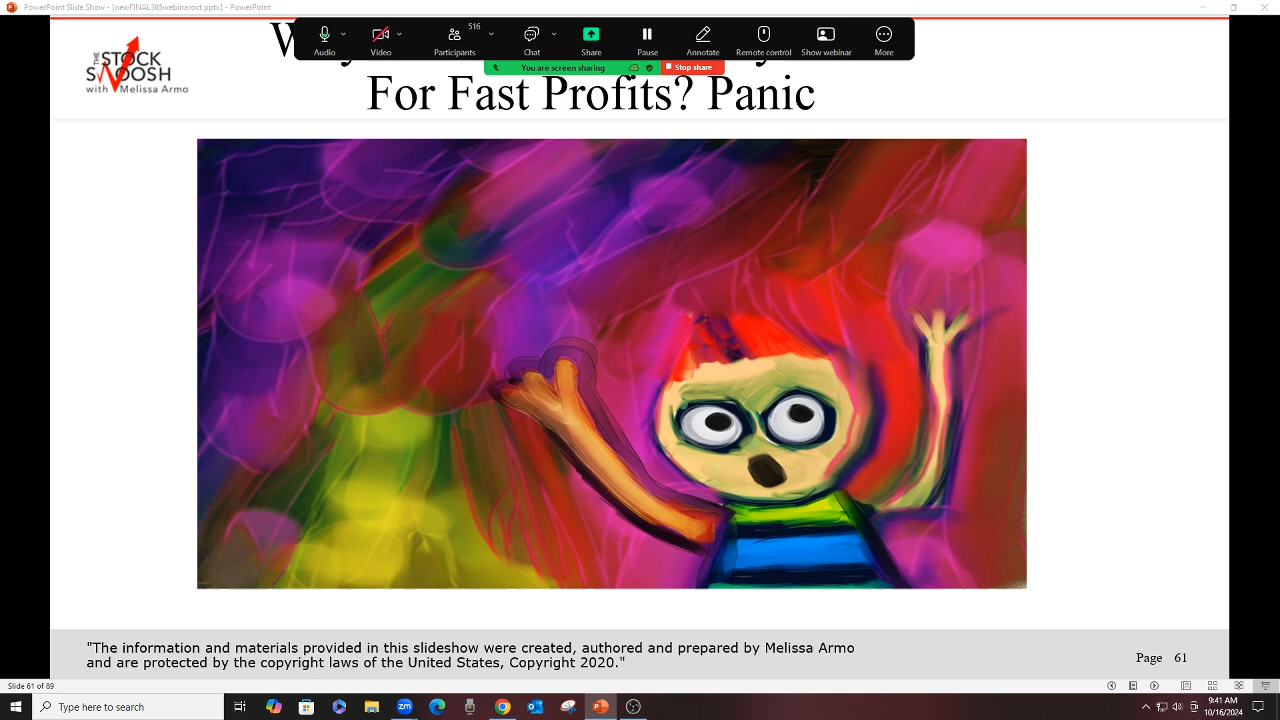 PowerPoint Slide Show - [newFINAL365webinaroct.pptx] - PowerPoint
516
Audio Video Participants Chat Share Pause Annotate Remote control Show webinar More
You are screen sharing Stop share
For Fast Profits? Panic
THE
STOCK
SWOOSH
with Melissa Armo
"The information and materials provided in this slideshow were created, authored and prepared by Melissa Armo
and are protected by the copyright laws of the United States, Copyright 2020."
Page 61
Slide 61 of 89
Type here to search
9:41 AM
10/16/2024